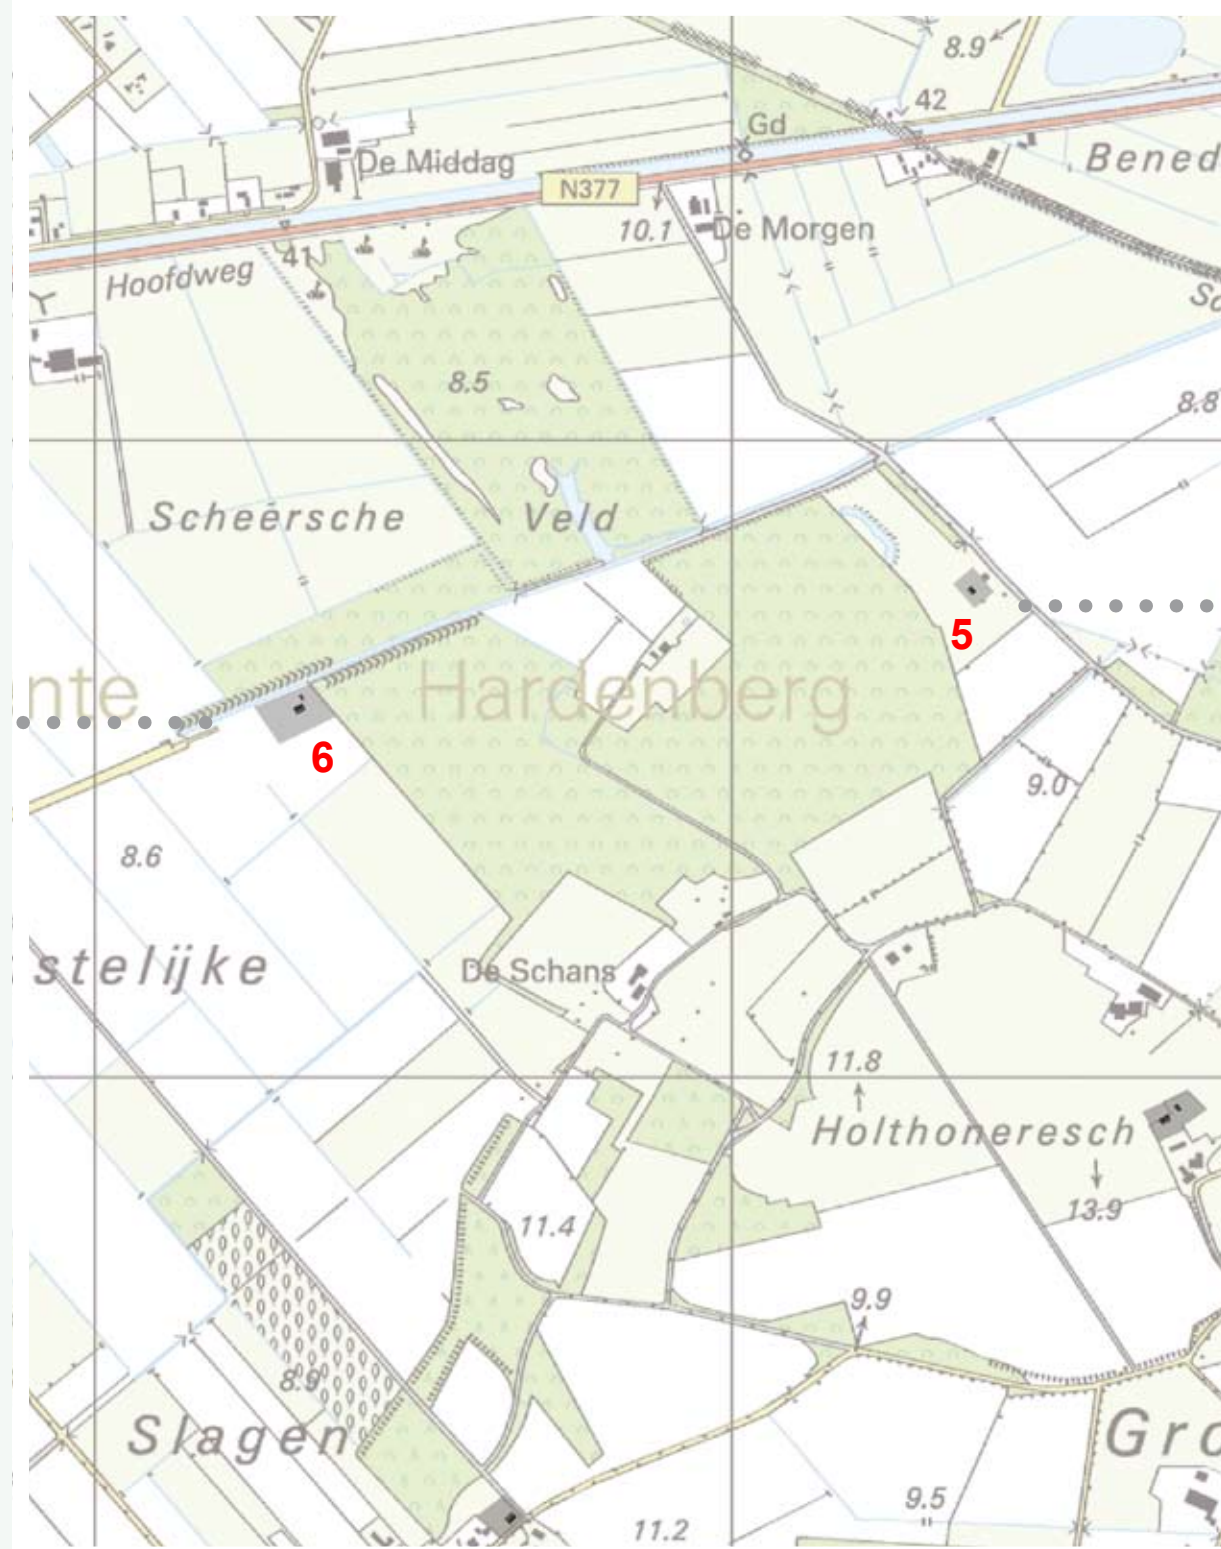 8.9
42
Gd
De Middag
Bened
N377
10.1
De Morgen
41
Hoofdweg
8.5
8.8
Scheersche Veld
5
nte Hardenberg
6
9.0
8.6
stelijke
De Schans
11.8
Holthoneresch
11.4
13.9
9.9
8.9
Slagen
Gro
9.5
11.2